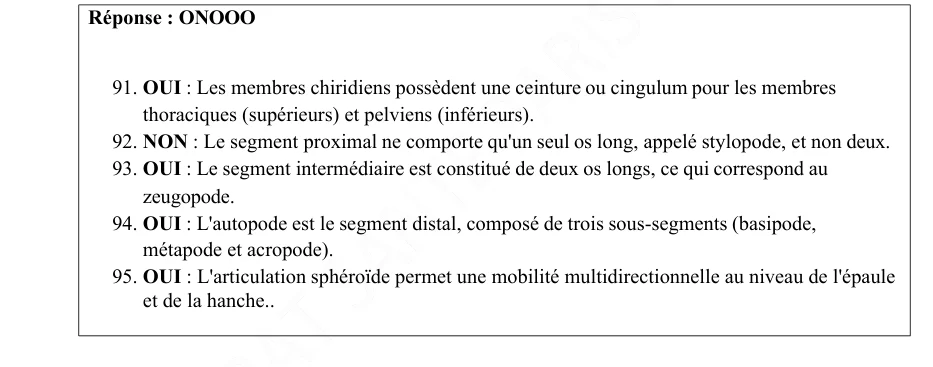 Réponse : ONOOO
91. OUI : Les membres chiridiens possèdent une ceinture ou cingulum pour les membres
thoraciques (supérieurs) et pelviens (inférieurs).
92. NON : Le segment proximal ne comporte qu'un seul os long, appelé stylopode, et non deux.
93. OUI : Le segment intermédiaire est constitué de deux os longs, ce qui correspond au
zeugopode.
94. OUI : L'autopode est le segment distal, composé de trois sous-segments (basipode,
métapode et acropode).
95. OUI : L'articulation sphéroïde permet une mobilité multidirectionnelle au niveau de l'épaule
et de la hanche..